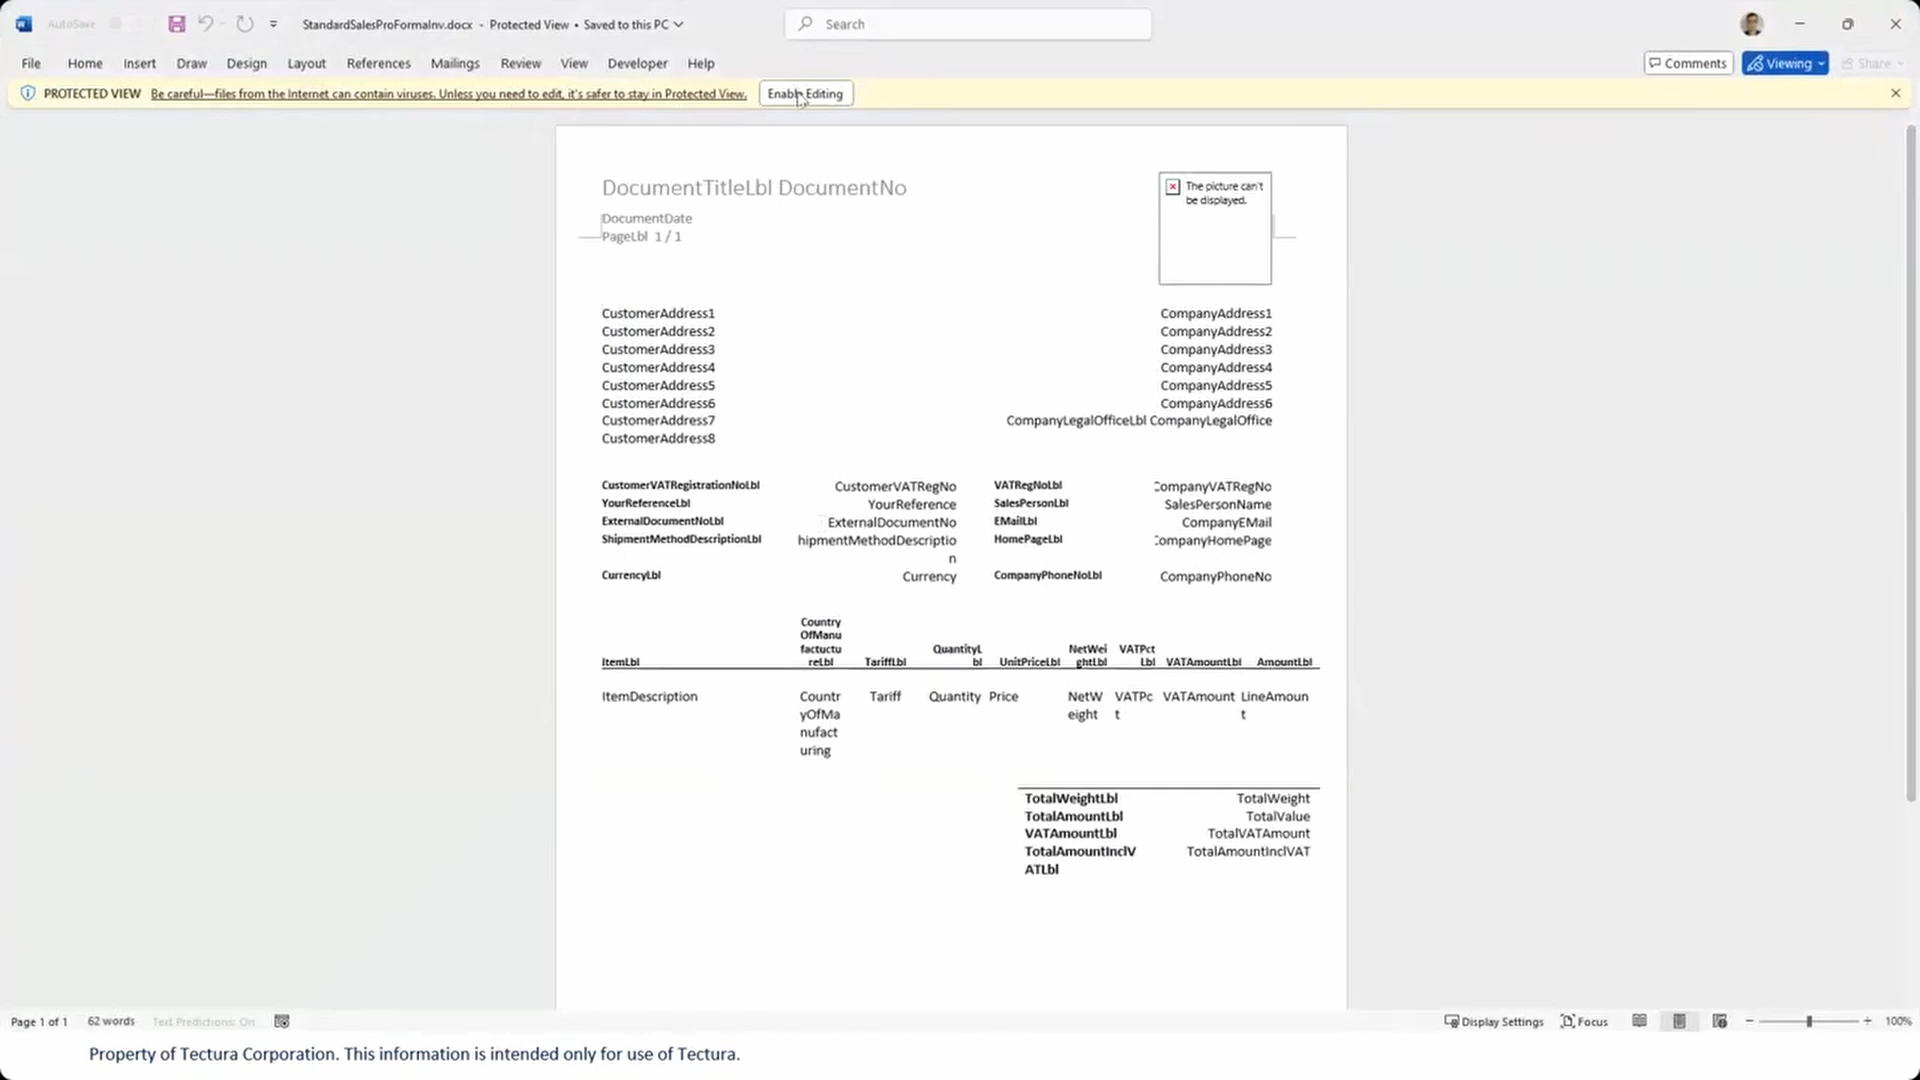 AutoSave
StandardSalesProFormaInv.docx - Protected View • Saved to this PC
Search
File Home Insert Draw Design Layout References Mailings Review View Developer Help
Comments Viewing Share
PROTECTED VIEW Be careful—files from the Internet can contain viruses. Unless you need to edit, it's safer to stay in Protected View. Enable Editing
DocumentTitleLbl DocumentNo
The picture can't
be displayed.
DocumentDate
PageLbl 1 / 1
CustomerAddress1 CompanyAddress1
CustomerAddress2 CompanyAddress2
CustomerAddress3 CompanyAddress3
CustomerAddress4 CompanyAddress4
CustomerAddress5 CompanyAddress5
CustomerAddress6 CompanyAddress6
CustomerAddress7 CompanyLegalOfficeLbl CompanyLegalOffice
CustomerAddress8
CustomerVATRegistrationNoLbl CustomerVATRegNo VATRegNoLbl CompanyVATRegNo
YourReferenceLbl YourReference SalesPersonLbl SalesPersonName
ExternalDocumentNoLbl ExternalDocumentNo EMailLbl CompanyEMail
ShipmentMethodDescriptionLbl hipmentMethodDescriptio HomePageLbl CompanyHomePage
n
CurrencyLbl Currency CompanyPhoneNoLbl CompanyPhoneNo
Country
OfManu
factuctu QuantityL NetWei VATPct
ItemLbl reLbl TariffLbl bl UnitPriceLbl ghtLbl Lbl VATAmountLbl AmountLbl
ItemDescription Countr Tariff Quantity Price NetW VATPc VATAmount LineAmoun
yOfMa eight t t
nufact
uring
TotalWeightLbl TotalWeight
TotalAmountLbl TotalValue
VATAmountLbl TotalVATAmount
TotalAmountInclV TotalAmountInclVAT
ATLbl
Page 1 of 1 62 words Text Predictions: On Display Settings Focus 100%
Property of Tectura Corporation. This information is intended only for use of Tectura.